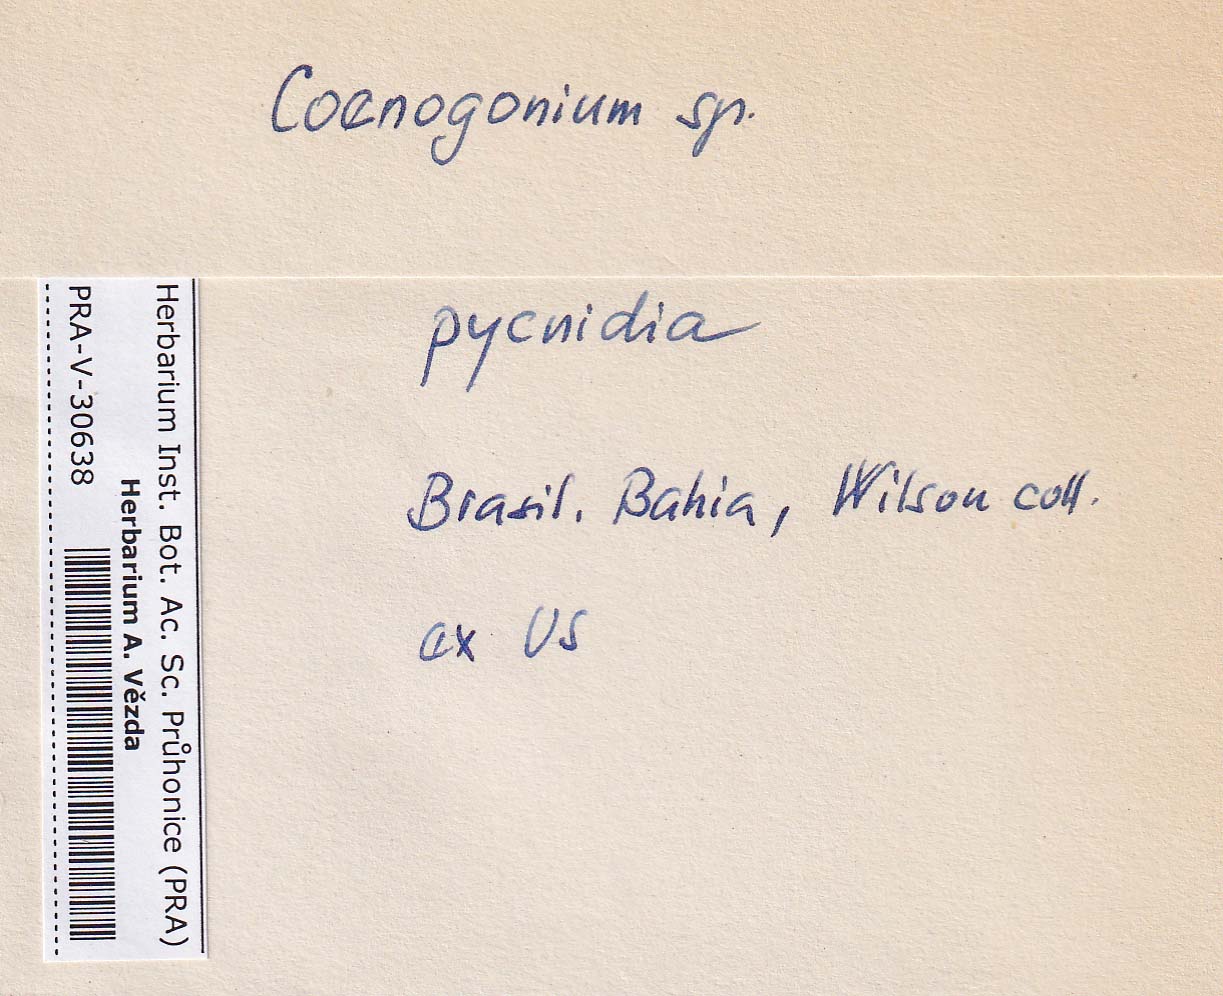 Coenogonium sp.
pycnidia
Brasil. Bahia, Wilson coll.
ex US
Herbarium Inst. Bot. Ac. Sc. Průhonice (PRA)
Herbarium A. Vězda
PRA-V-30638